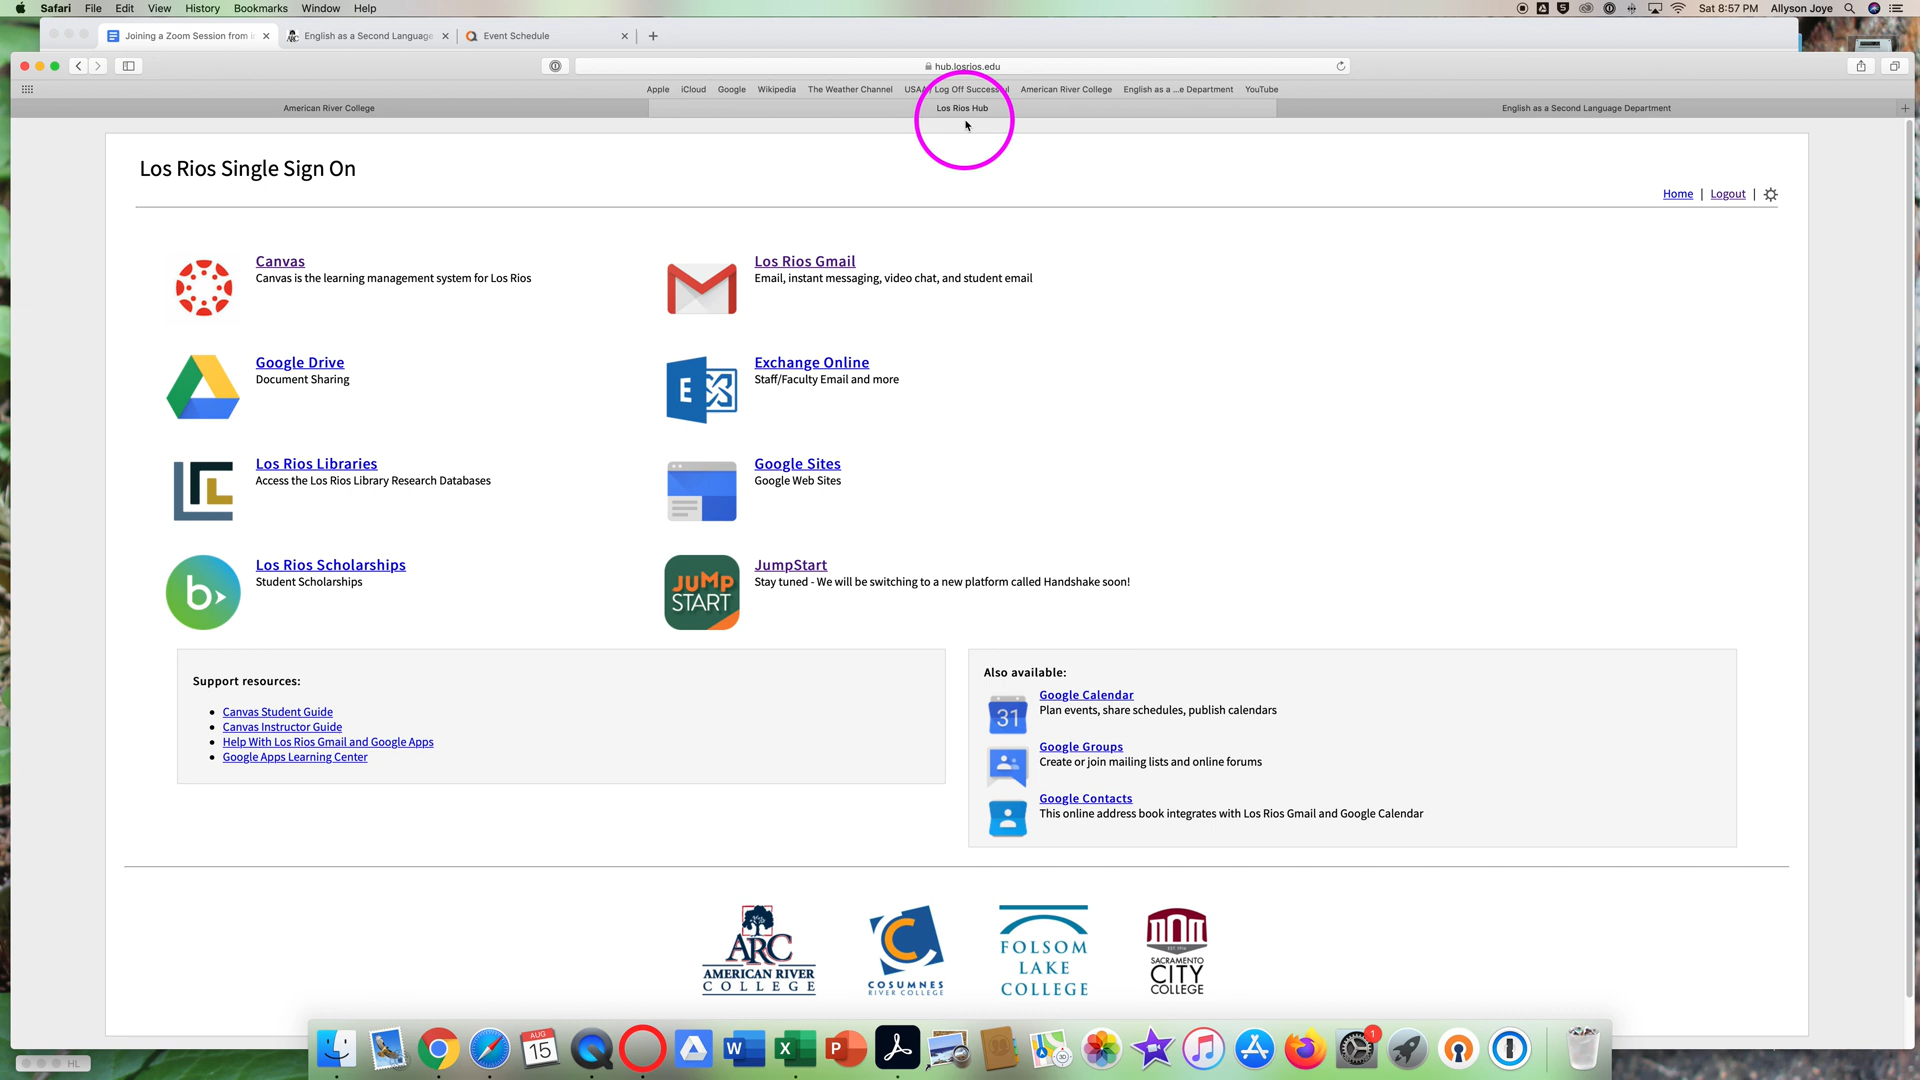 Safari File Edit View History Bookmarks Window Help
Sat 8:57 PM Allyson Joye
Joining a Zoom Session from
English as a Second Language
Event Schedule
hub.losrios.edu
Apple iCloud Google Wikipedia The Weather Channel USAA / Log Off Successful American River College English as a ...e Department YouTube
American River College
Los Rios Hub
English as a Second Language Department
Los Rios Single Sign On
Home | Logout |
Canvas
Canvas is the learning management system for Los Rios
Los Rios Gmail
Email, instant messaging, video chat, and student email
Google Drive
Document Sharing
E
Exchange Online
Staff/Faculty Email and more
Los Rios Libraries
Access the Los Rios Library Research Databases
Google Sites
Google Web Sites
b
Los Rios Scholarships
Student Scholarships
JUMP
START
JumpStart
Stay tuned - We will be switching to a new platform called Handshake soon!
Support resources:
Canvas Student Guide
Canvas Instructor Guide
Help With Los Rios Gmail and Google Apps
Google Apps Learning Center
Also available:
31
Google Calendar
Plan events, share schedules, publish calendars
Google Groups
Create or join mailing lists and online forums
Google Contacts
This online address book integrates with Los Rios Gmail and Google Calendar
ARC
AMERICAN RIVER
COLLEGE
C
COSUMNES
RIVER COLLEGE
FOLSOM
LAKE
COLLEGE
SACRAMENTO
CITY
COLLEGE
HL
AUG
15
W
X
P
1